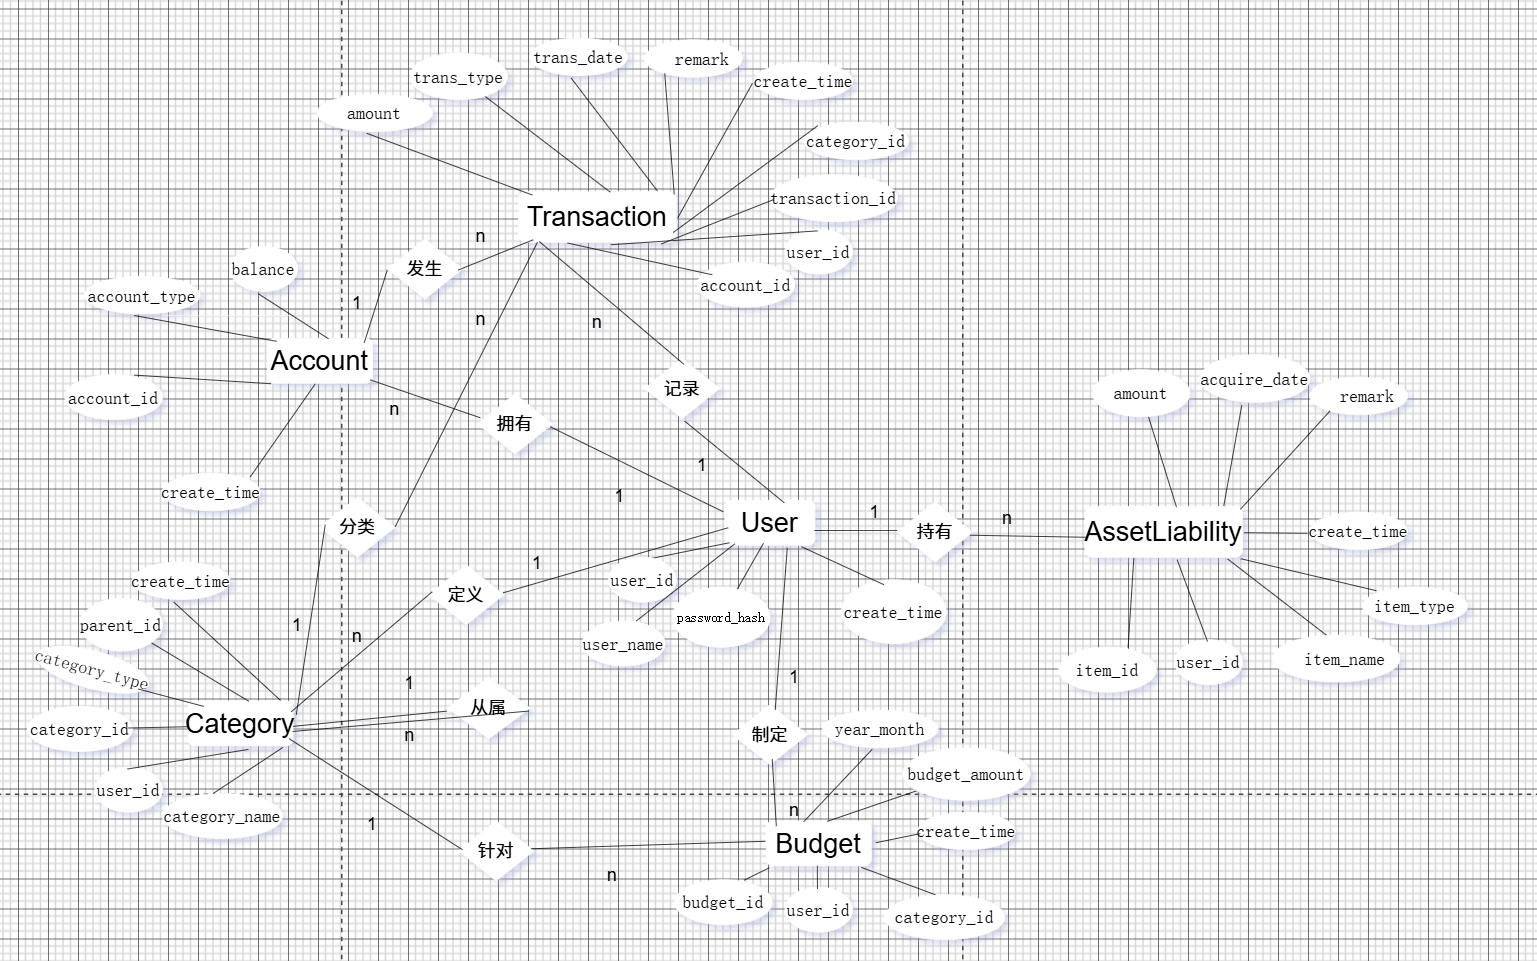 trans_date
remark
trans_type
create_time
amount
category_id
transaction_id
Transaction
n
user_id
发生
balance
account_id
account_type
1
n
n
Account
记录
amount
acquire_date
remark
account_id
n
拥有
1
create_time
1
User
1
持有
n
AssetLiability
create_time
分类
1
定义
user_id
create_time
password_hash
create_time
item_type
parent_id
1
n
user_name
category_type
item_id
user_id
item_name
1
1
从属
Category
category_id
n
制定
year_month
budget_amount
user_id
category_name
1
n
create_time
针对
Budget
n
budget_id
user_id
category_id